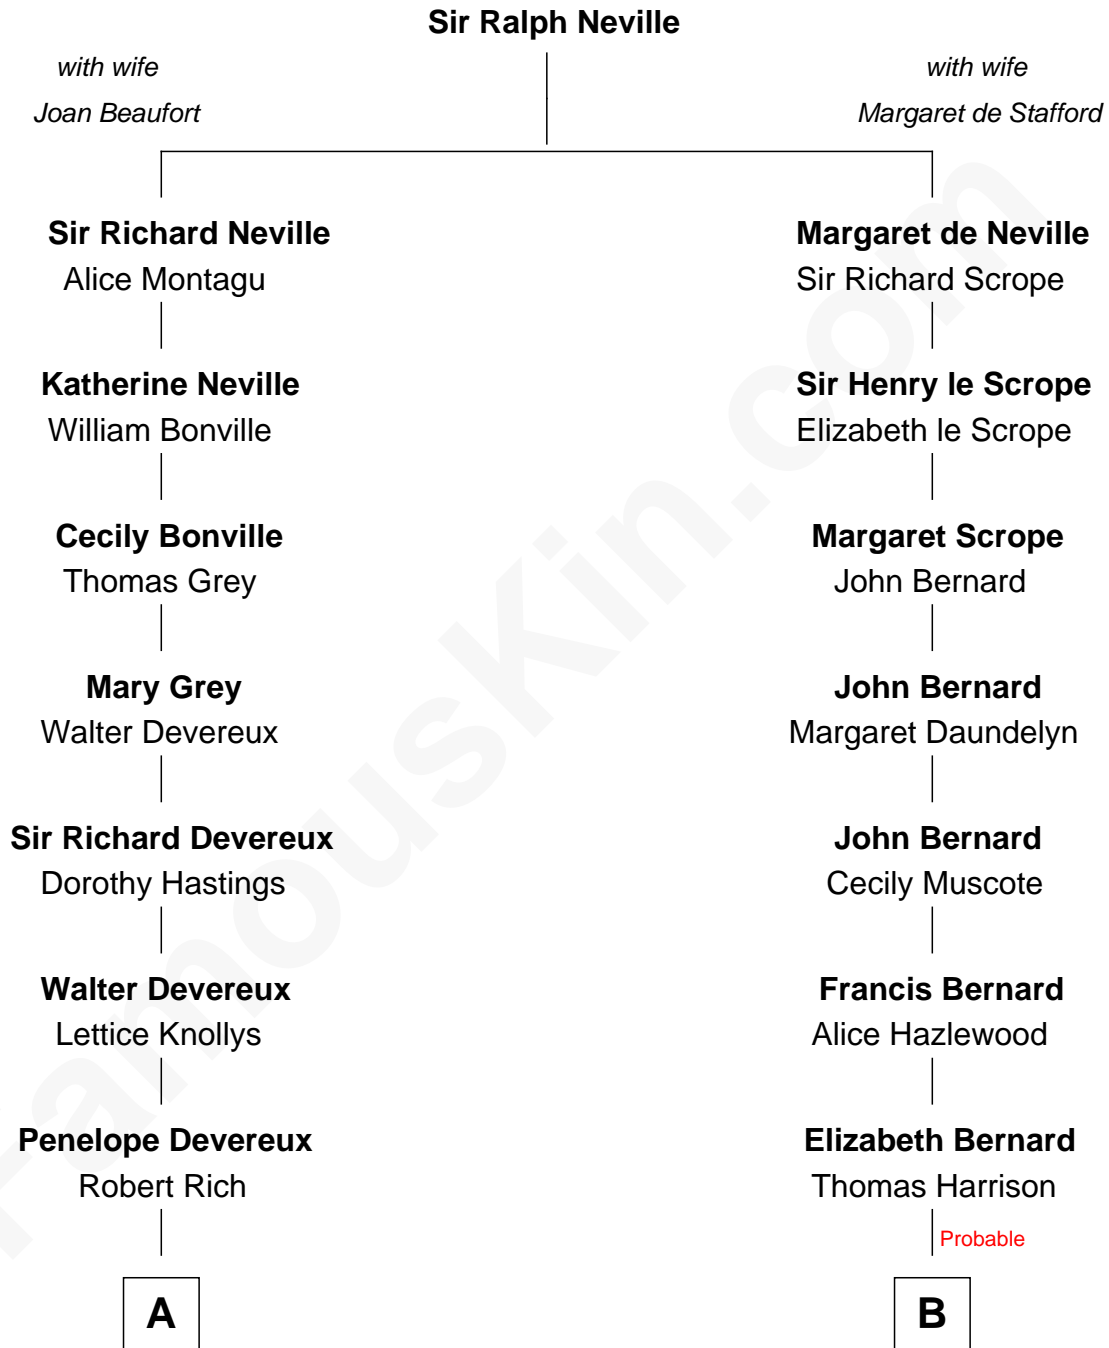 Sir Ralph Neville
with wife
Joan Beaufort
with wife
Margaret de Stafford
Sir Richard Neville
Alice Montagu
Margaret de Neville
Sir Richard Scrope
Katherine Neville
William Bonville
Sir Henry le Scrope
Elizabeth le Scrope
Cecily Bonville
Thomas Grey
Margaret Scrope
John Bernard
Mary Grey
Walter Devereux
John Bernard
Margaret Daundelyn
Sir Richard Devereux
Dorothy Hastings
John Bernard
Cecily Muscote
Walter Devereux
Lettice Knollys
Francis Bernard
Alice Hazlewood
Penelope Devereux
Robert Rich
Elizabeth Bernard
Thomas Harrison
Probable
A
B
FamousKin.com